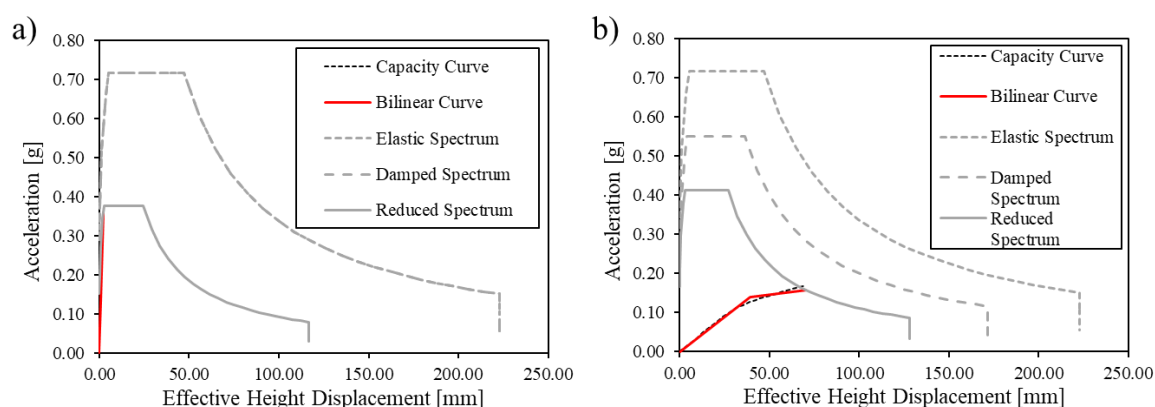 a)
0.80
0.70
0.60
0.50
0.40
0.30
0.20
0.10
0.00
Acceleration [g]
Capacity Curve
Bilinear Curve
Elastic Spectrum
Damped Spectrum
Reduced Spectrum
0.00 50.00 100.00 150.00 200.00 250.00
Effective Height Displacement [mm]
b)
0.80
0.70
0.60
0.50
0.40
0.30
0.20
0.10
0.00
Acceleration [g]
Capacity Curve
Bilinear Curve
Elastic Spectrum
Damped
Spectrum
Reduced
Spectrum
0.00 50.00 100.00 150.00 200.00 250.00
Effective Height Displacement [mm]